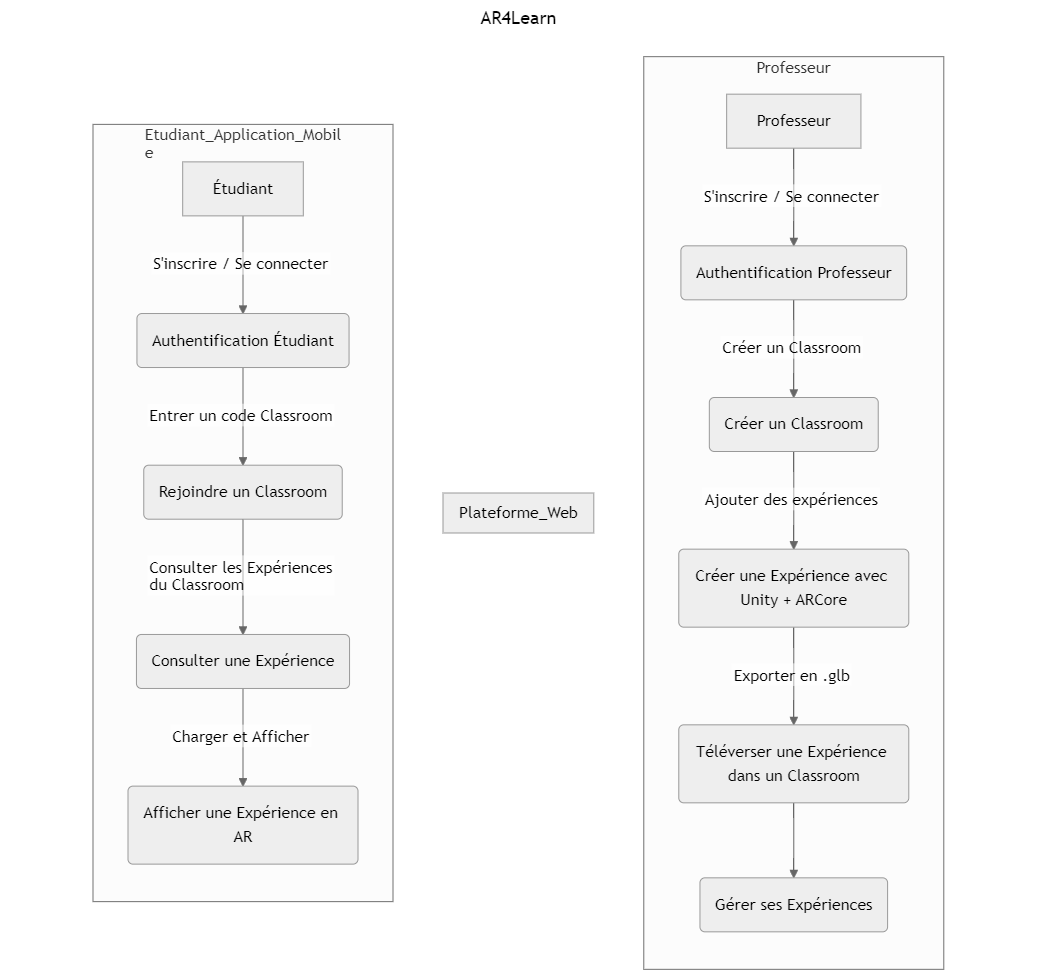 AR4Learn
Etudiant_Application_Mobil
e
Étudiant
S'inscrire / Se connecter
Authentification Étudiant
Entrer un code Classroom
Rejoindre un Classroom
Consulter les Expériences
du Classroom
Consulter une Expérience
Charger et Afficher
Afficher une Expérience en
AR
Plateforme_Web
Professeur
Professeur
S'inscrire / Se connecter
Authentification Professeur
Créer un Classroom
Créer un Classroom
Ajouter des expériences
Créer une Expérience avec
Unity + ARCore
Exporter en .glb
Téléverser une Expérience
dans un Classroom
Gérer ses Expériences